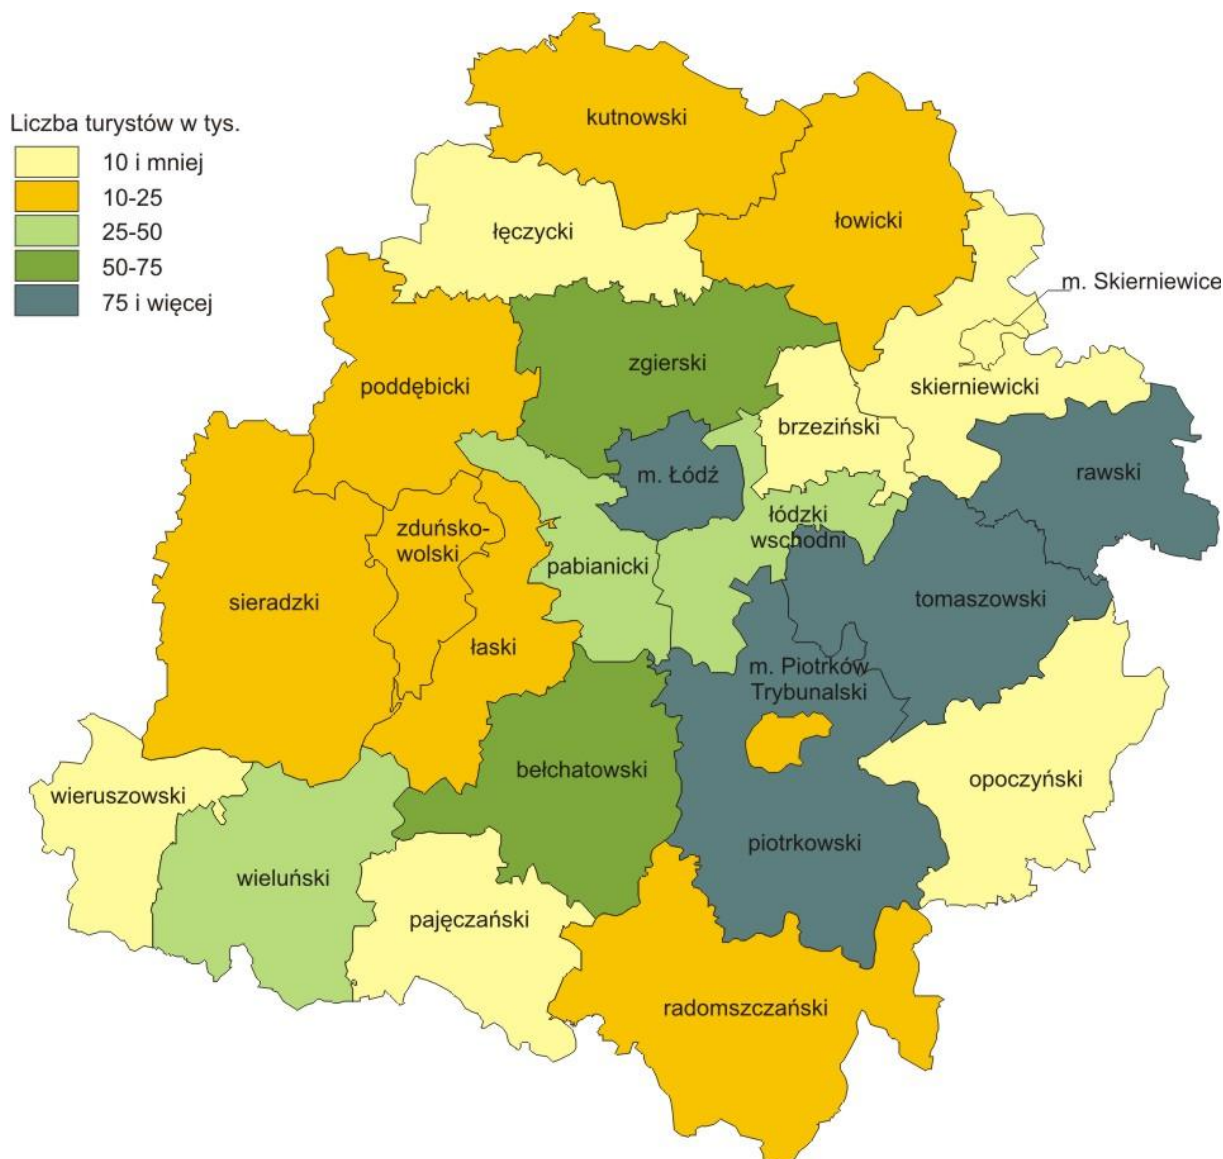 Liczba turystów w tys.
10 i mniej
10-25
25-50
50-75
75 i więcej
kutnowski
łowicki
łęczycki
m. Skierniewice
zgierski
skierniewicki
poddębicki
brzeziński
m. Łódź
rawski
łódzki
wschodni
zduńsko-
wolski
pabianicki
sieradzki
tomaszowski
łaski
m. Piotrków
Trybunalski
bełchatowski
opoczyński
wieruszowski
piotrkowski
wieluński
pajęczański
radomszczański